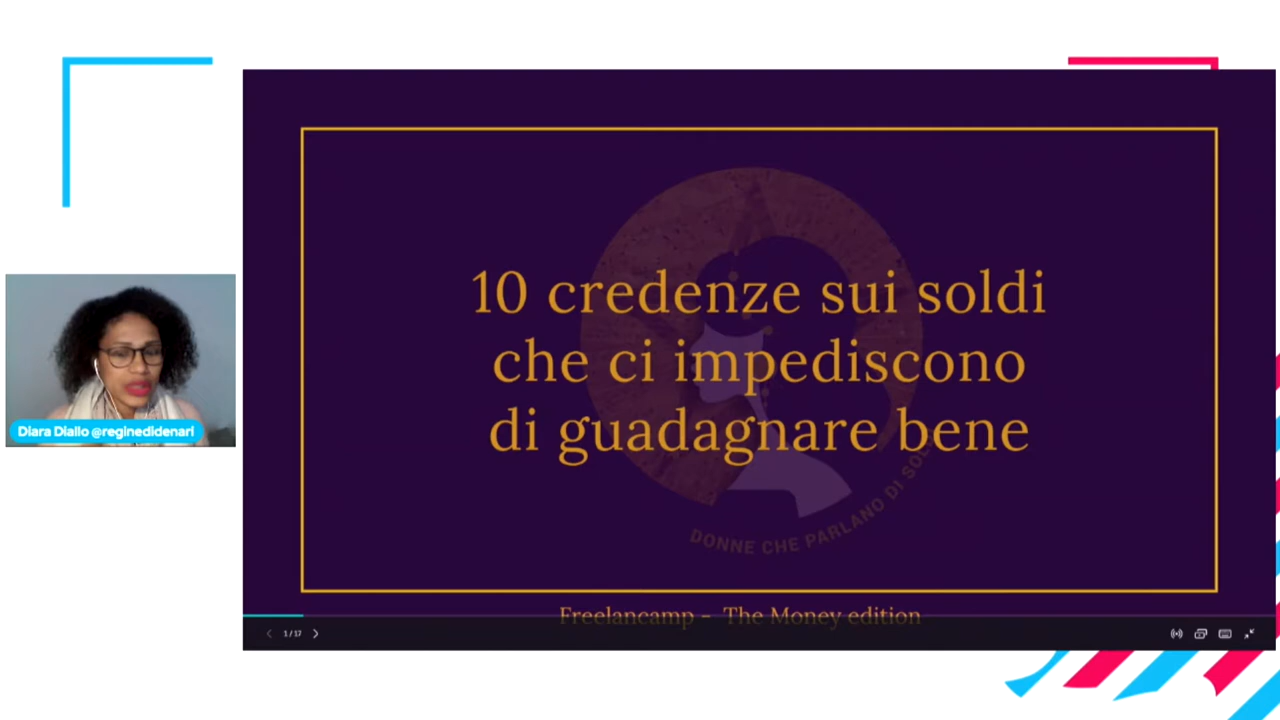 10 credenze sui soldi
che ci impediscono
di guadagnare bene
DONNE CHE PARLANO DI SOLDI
Freelancamp - The Money edition
1 / 17
Diara Diallo @reginedidenari